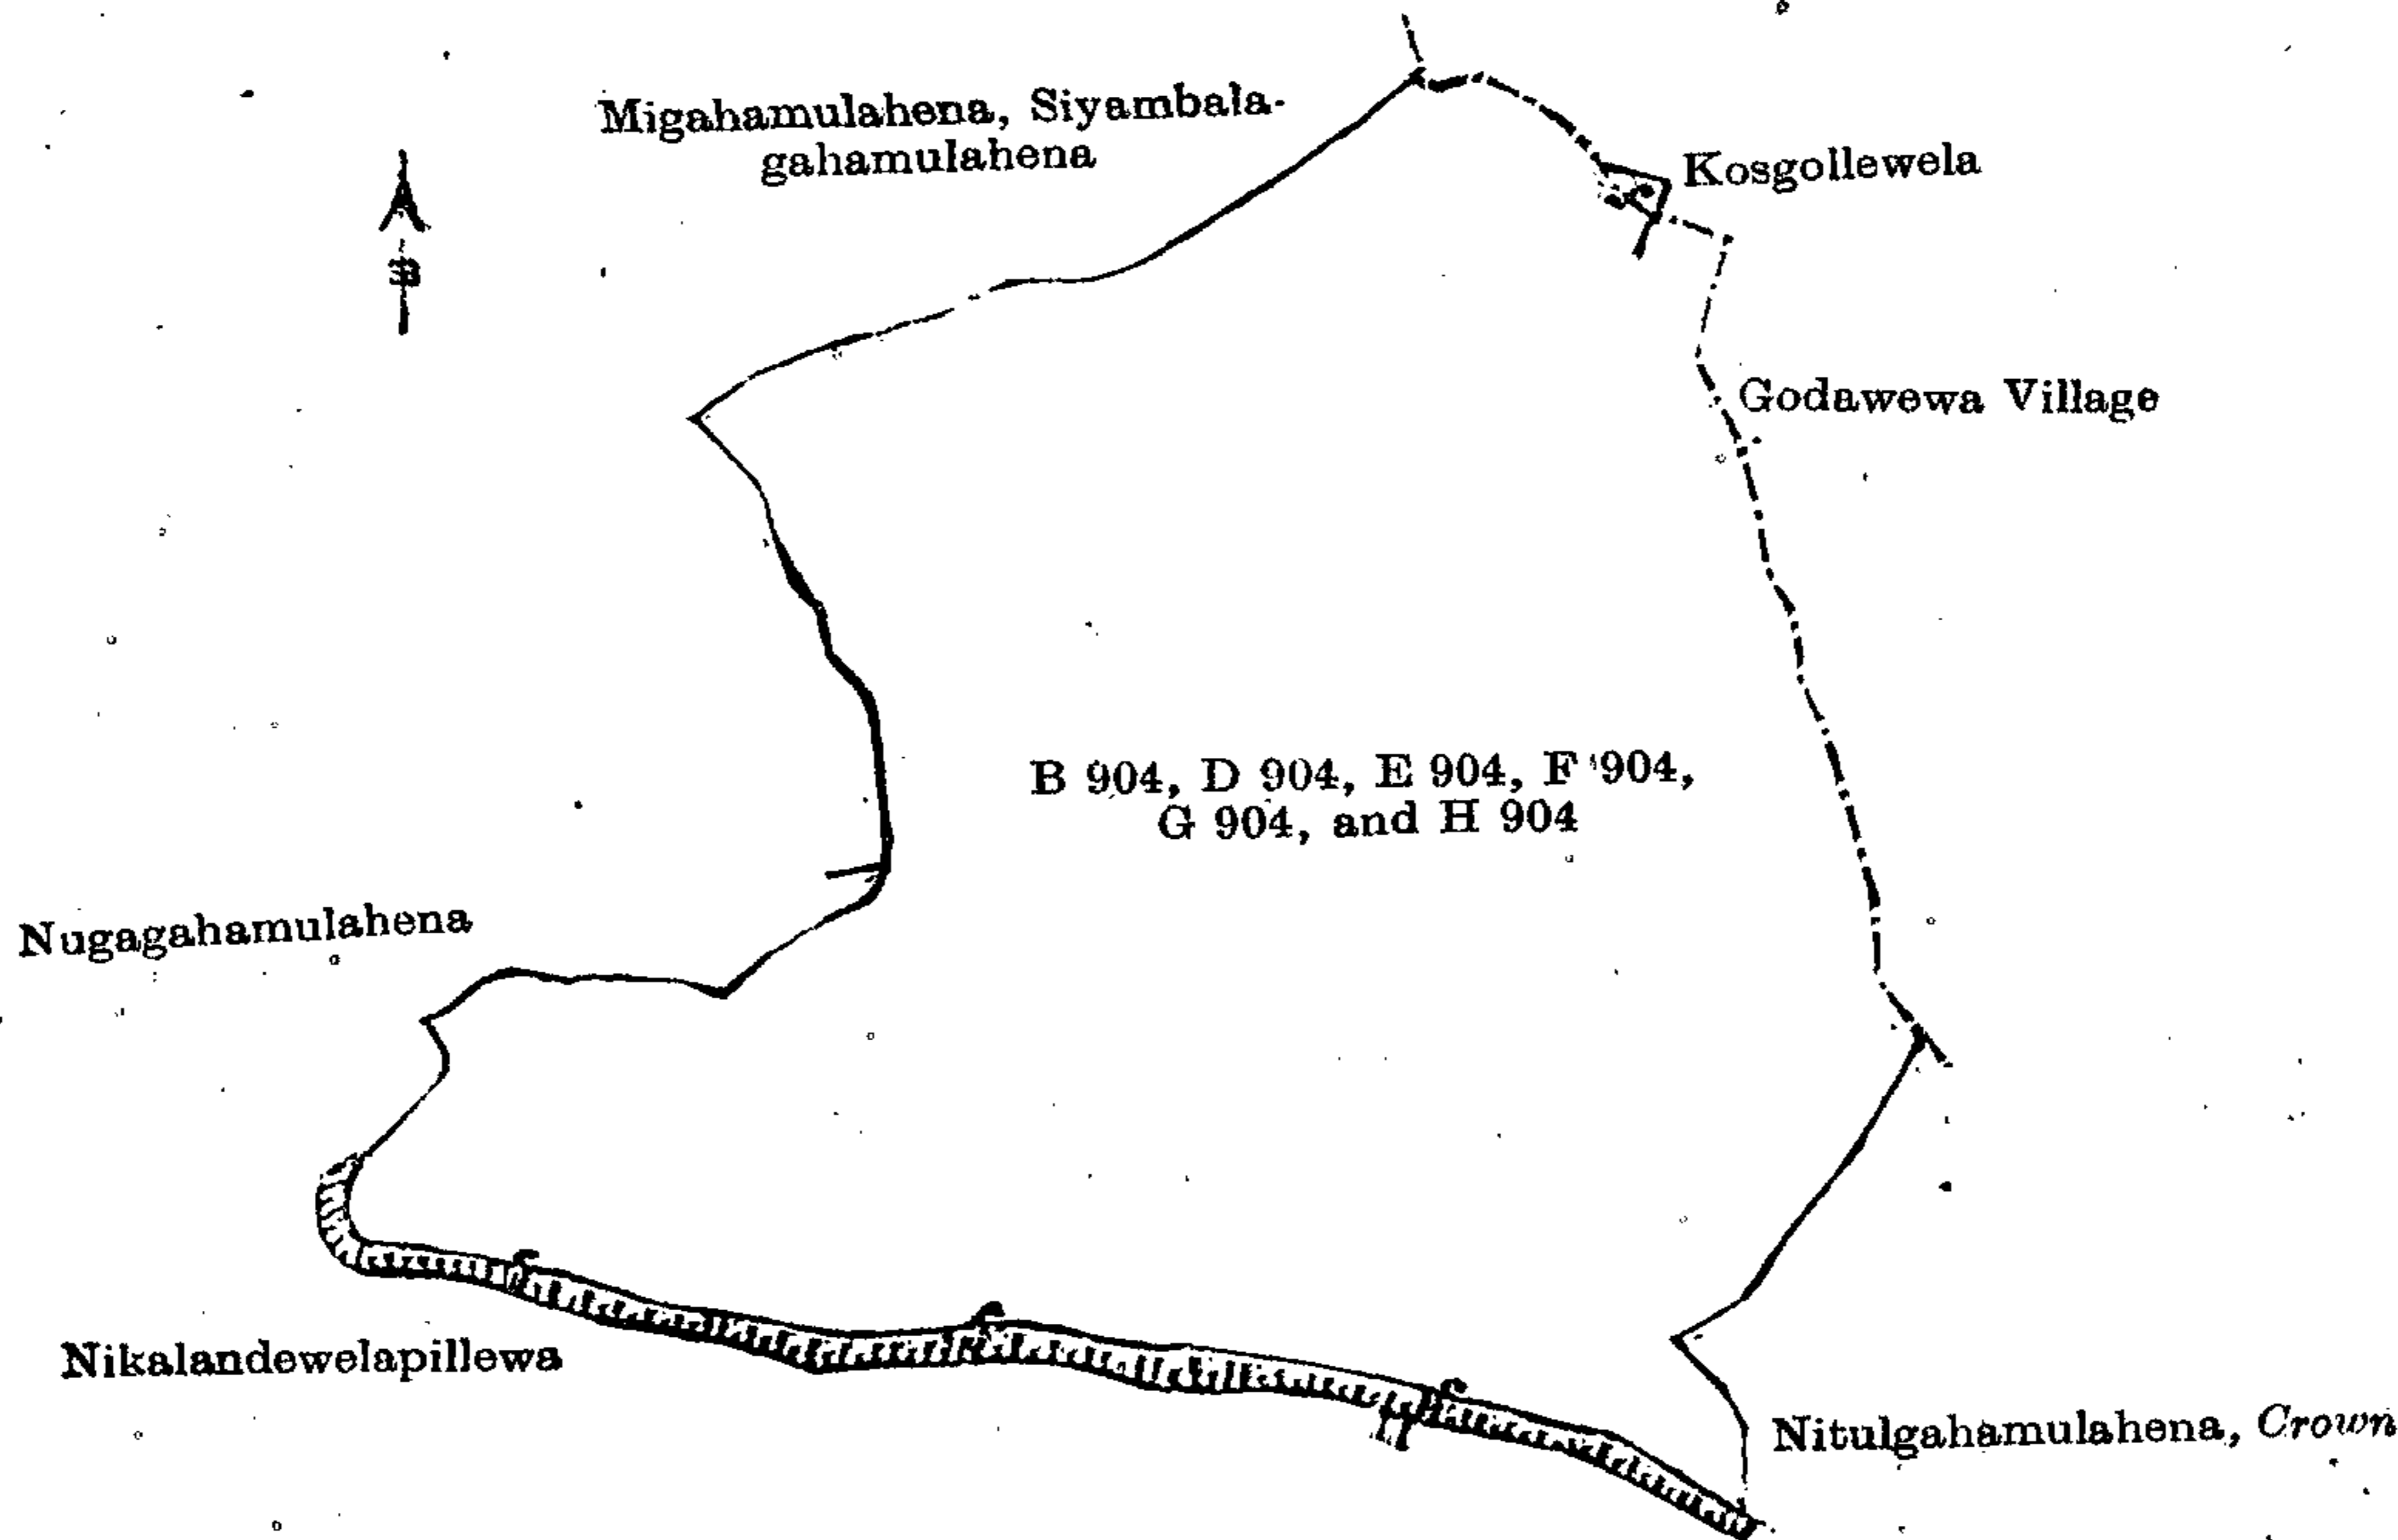 Migahamulahena, Siyambala-
gahamulahena
Kosgollewela
Godawewa Village
B 904, D 904, E 904, F 904,
G 904, and H 904
Nugagahamulahena
Nikalandewelapillewa
Nitulgahamulahena, Crown